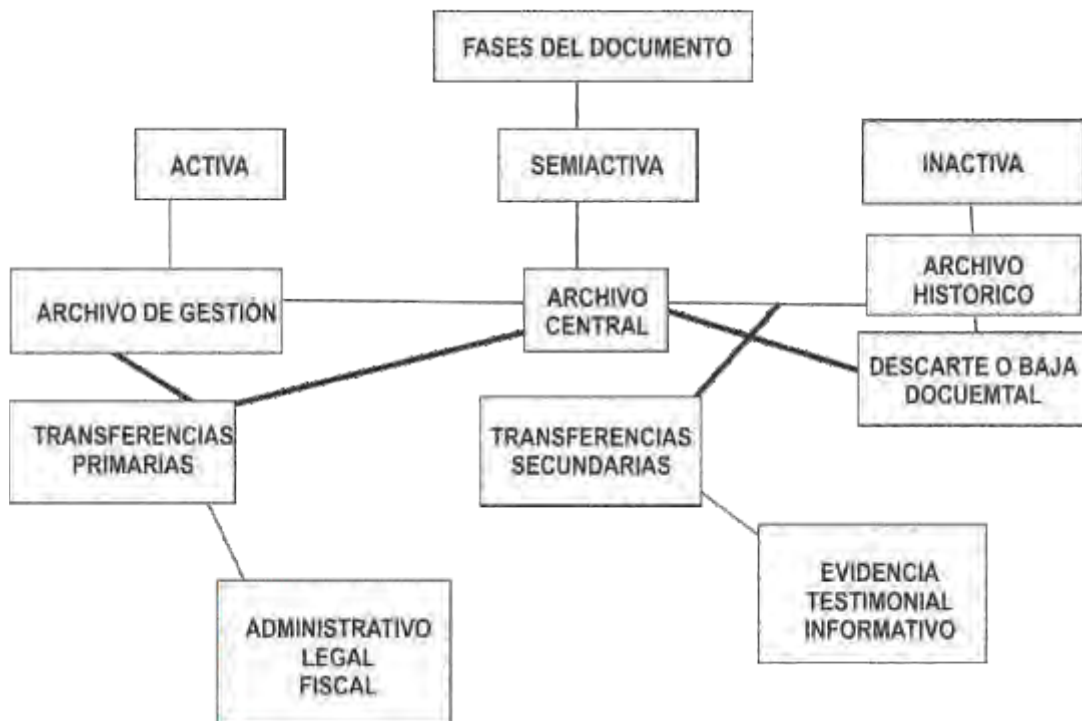 FASES DEL DOCUMENTO
ACTIVA
SEMIACTIVA
INACTIVA
ARCHIVO DE GESTIÓN
ARCHIVO
CENTRAL
ARCHIVO
HISTÓRICO
DESCARTE O BAJA
DOCUEMTAL
TRANSFERENCIAS
PRIMARIAS
TRANSFERENCIAS
SECUNDARIAS
ADMINISTRATIVO
LEGAL
FISCAL
EVIDENCIA
TESTIMONIAL
INFORMATIVO